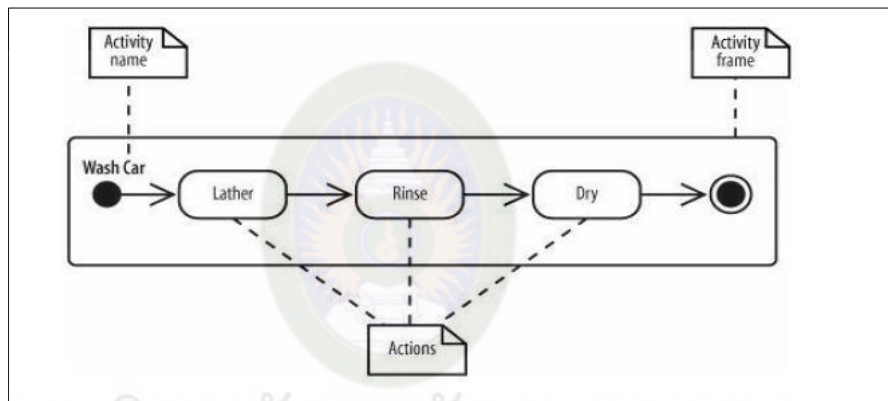 Activity
name
Activity
frame
Wash Car
Lather
Rinse
Dry
Actions